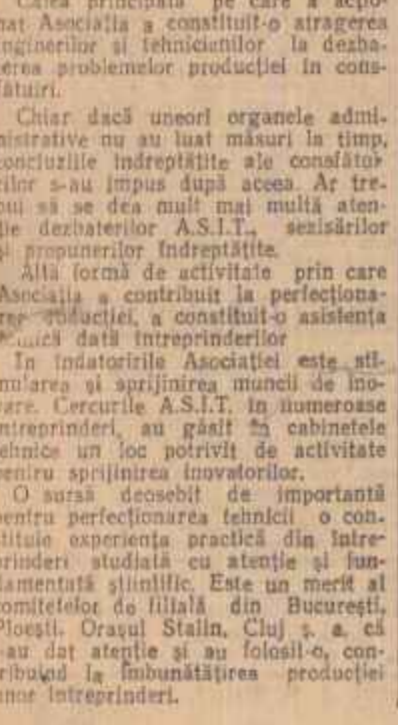 Calea principală pe care a acțio-
nat Asociația a constituit-o atragerea
inginerilor și tehnicienilor la dezba-
terea problemelor producției în cons-
fătuiri.
Chiar dacă uneori organele admi-
nistrative nu au luat măsuri la timp,
concluziile îndreptățite ale consfătui-
rilor s-au impus după aceea. Ar tre-
bui să se dea mult mai multă aten-
ție dezbaterilor A.S.I.T., sezisărilor
și propunerilor îndreptățite.
Altă formă de activitate prin care
Asociația a contribuit la perfecționa-
rea producției, a constituit-o asistența
tehnică dată întreprinderilor
In îndatoririle Asociației este sti-
mularea și sprijinirea muncii de ino-
vare. Cercurile A.S.I.T. în numeroase
întreprinderi, au găsit în cabinetele
tehnice un loc potrivit de activitate
pentru sprijinirea inovatorilor.
O sursă deosebit de importantă
pentru perfecționarea tehnicii o con-
stituie experiența practică din între-
prinderi studiată cu atenție și fun-
damentată științific. Este un merit al
comitetelor de filială din București,
Ploești, Orașul Stalin, Cluj ș. a. că
i-au dat atenție și au folosit-o, con-
tribuind la îmbunătățirea producției
unor întreprinderi.